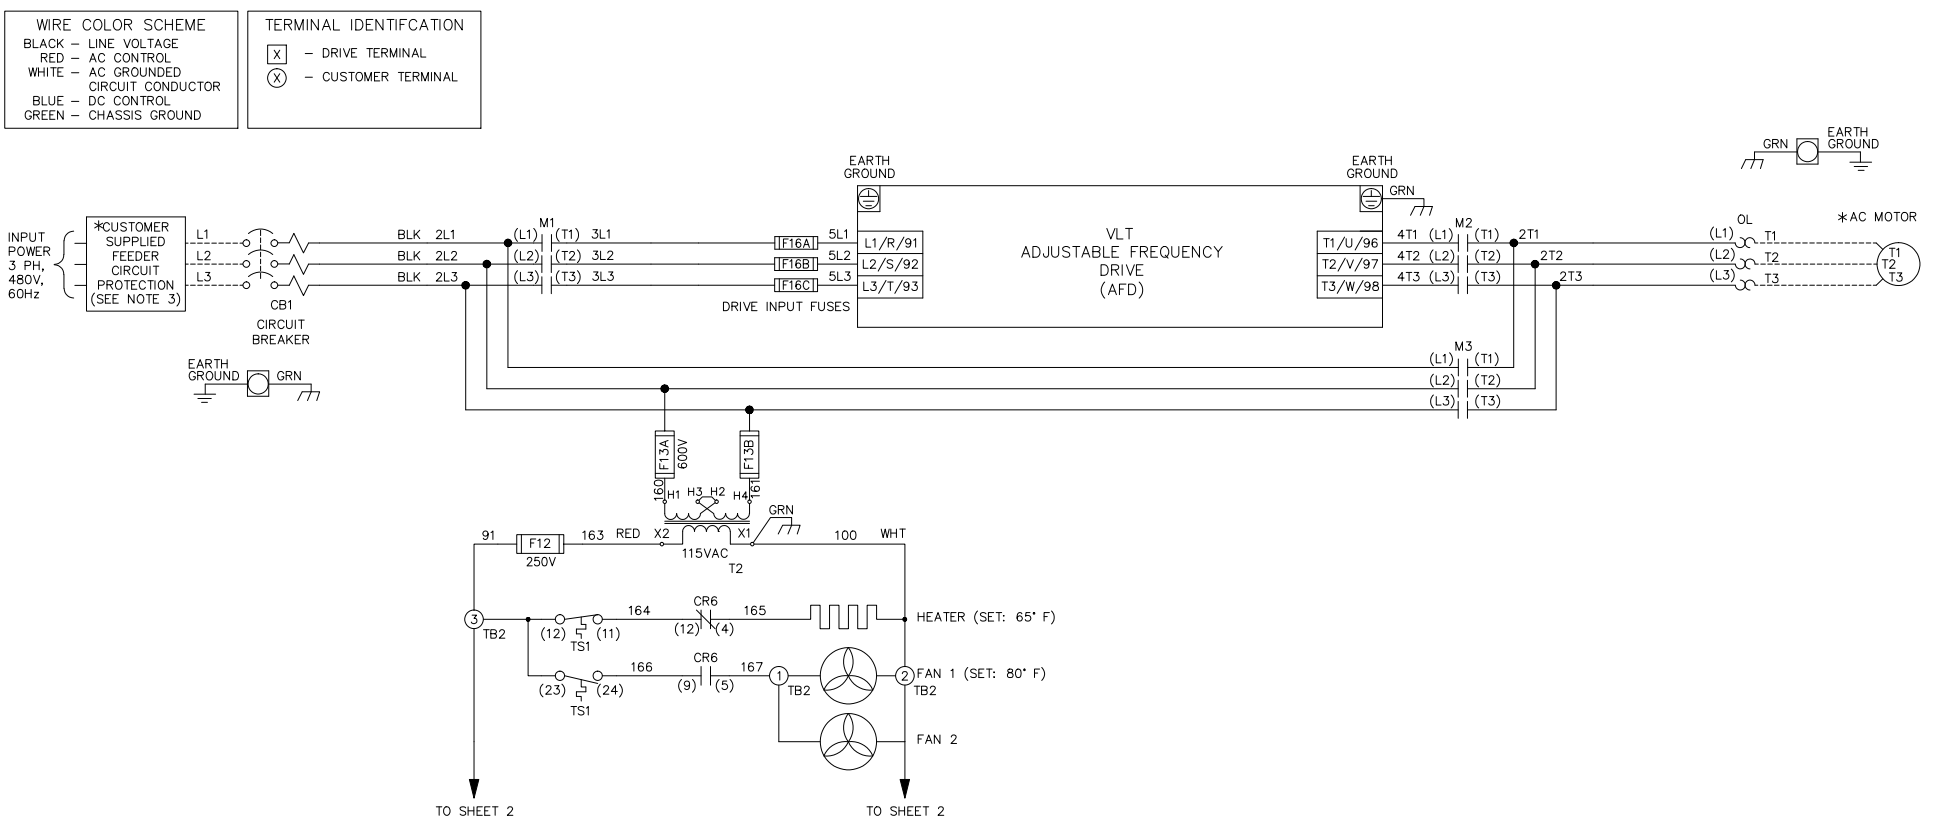 WIRE COLOR SCHEME
BLACK – LINE VOLTAGE
RED – AC CONTROL
WHITE – AC GROUNDED
CIRCUIT CONDUCTOR
BLUE – DC CONTROL
GREEN – CHASSIS GROUND
TERMINAL IDENTIFCATION
X – DRIVE TERMINAL
X – CUSTOMER TERMINAL
EARTH
GROUND
GRN
EARTH
GROUND
EARTH
GROUND
GRN
INPUT
POWER
3 PH,
480V,
60Hz
*CUSTOMER
SUPPLIED
FEEDER
CIRCUIT
PROTECTION
(SEE NOTE 3)
L1
L2
L3
CB1
CIRCUIT
BREAKER
BLK 2L1
BLK 2L2
BLK 2L3
M1
(L1) (T1) 3L1
(L2) (T2) 3L2
(L3) (T3) 3L3
F16A 5L1
F16B 5L2
F16C 5L3
DRIVE INPUT FUSES
L1/R/91
L2/S/92
L3/T/93
VLT
ADJUSTABLE FREQUENCY
DRIVE
(AFD)
T1/U/96
T2/V/97
T3/W/98
M2
4T1 (L1) (T1) 2T1
4T2 (L2) (T2) 2T2
4T3 (L3) (T3) 2T3
OL
(L1) T1
(L2) T2
(L3) T3
*AC MOTOR
T1
T2
T3
EARTH
GROUND
GRN
M3
(L1) (T1)
(L2) (T2)
(L3) (T3)
F13A
600V
F13B
160
161
H1 H3 H2 H4
GRN
91 F12 163 RED X2 X1 100 WHT
250V
115VAC
T2
3
TB2
164 CR6 165
(12) (11) (12) (4)
TS1
HEATER (SET: 65° F)
166 CR6 167
(23) (24) (9) (5)
TS1
1
TB2
2
TB2
FAN 1 (SET: 80° F)
FAN 2
TO SHEET 2
TO SHEET 2